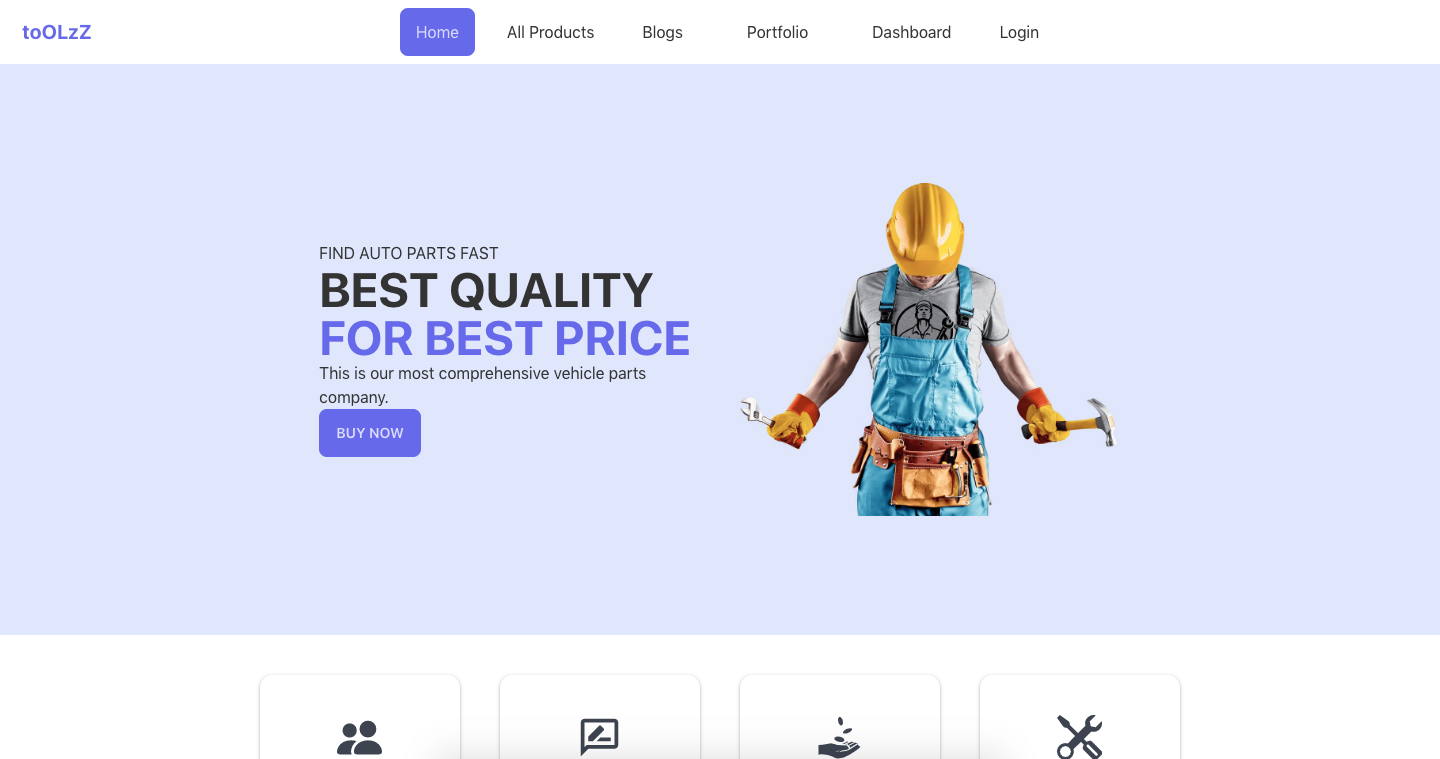 toOLzZ
Home
All Products
Blogs
Portfolio
Dashboard
Login
FIND AUTO PARTS FAST
BEST QUALITY
FOR BEST PRICE
This is our most comprehensive vehicle parts
company.
BUY NOW